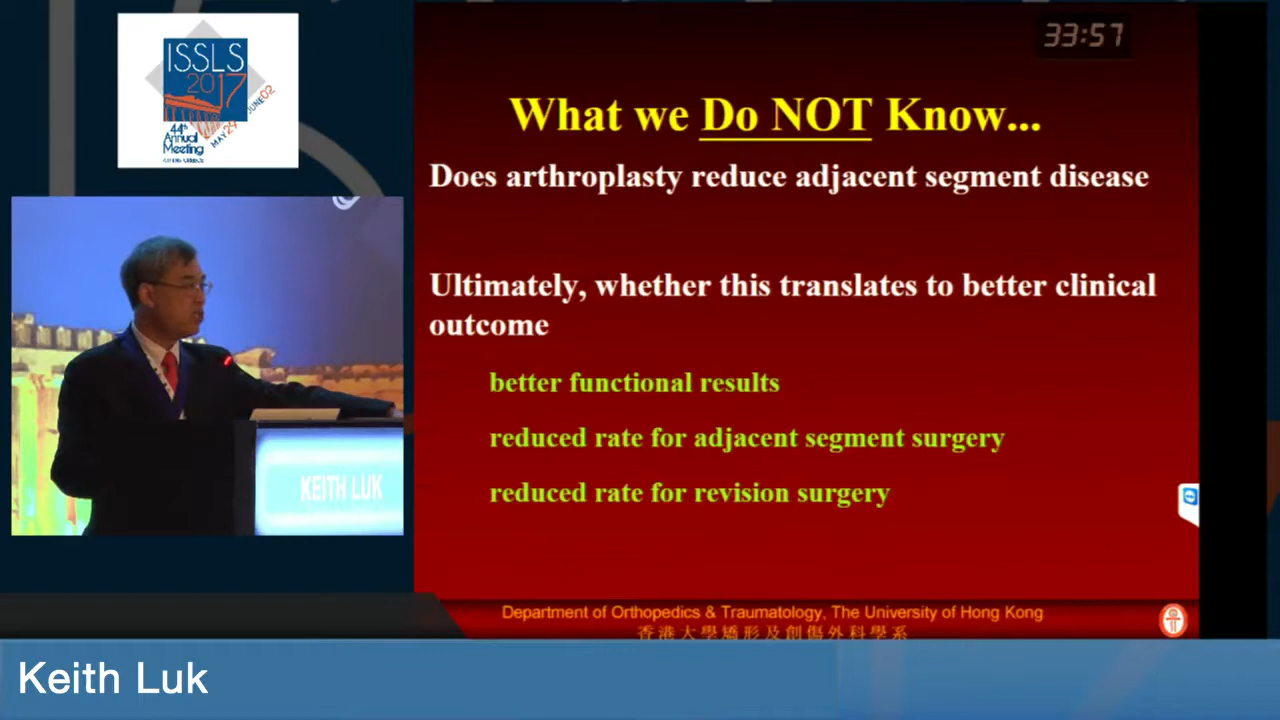 ISSLS
2017
44th
Annual
Meeting
MAY 29 JUNE 02
33:57
What we Do NOT Know...
Does arthroplasty reduce adjacent segment disease
Ultimately, whether this translates to better clinical
outcome
better functional results
reduced rate for adjacent segment surgery
reduced rate for revision surgery
KEITH LUK
Department of Orthopedics & Traumatology, The University of Hong Kong
香港大學矯形及創傷外科學系
Keith Luk